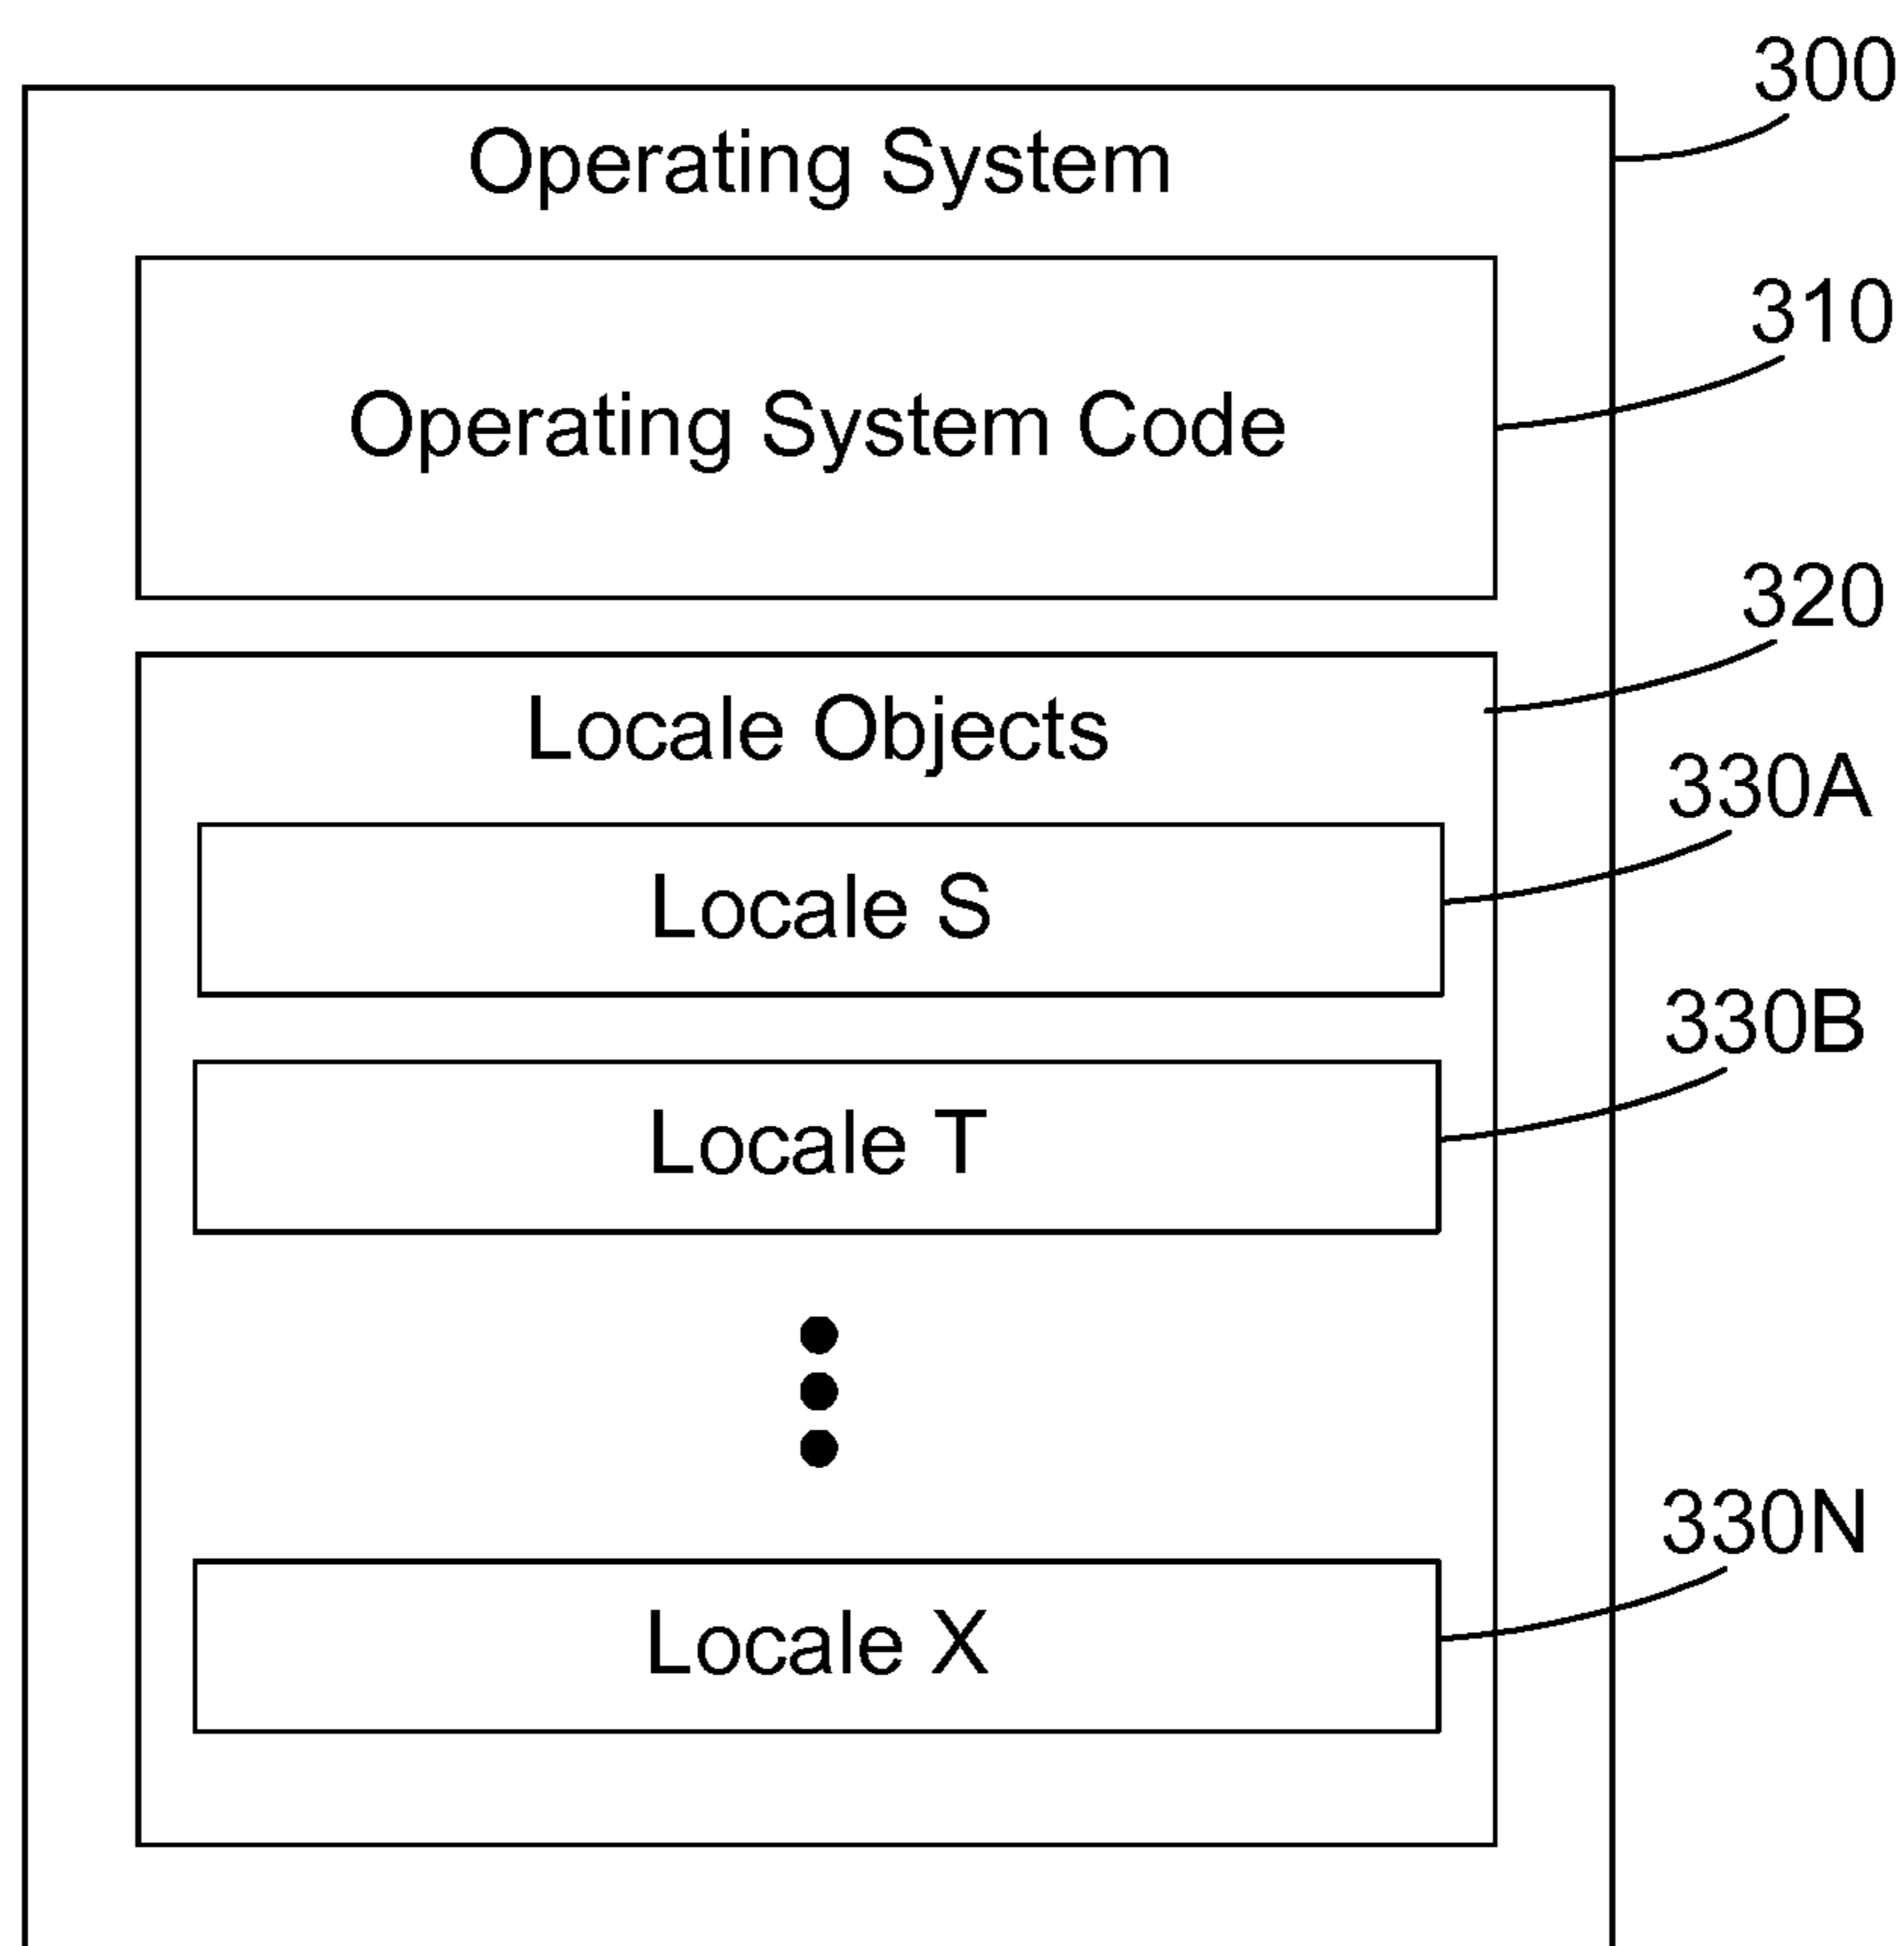 300
Operating System
310
Operating System Code
320
Locale Objects
330A
Locale S
330B
Locale T
330N
Locale X